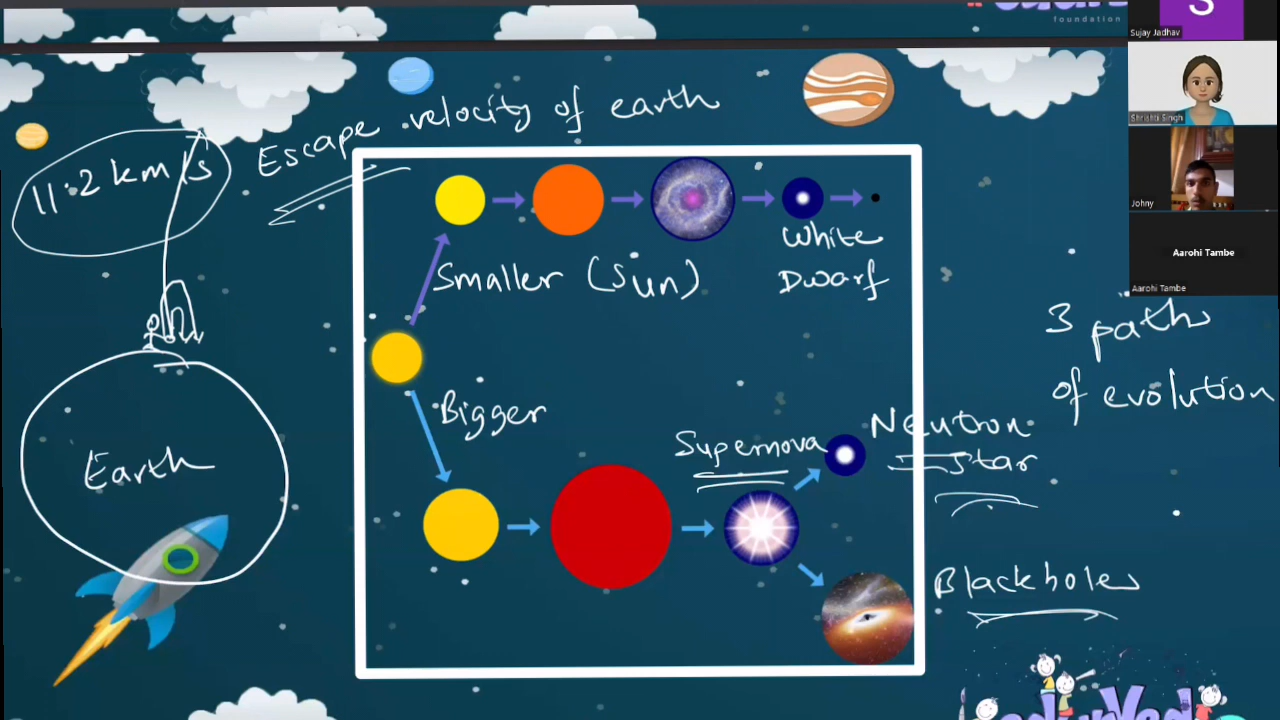 foundation
Sujay Jadhav
S
Shristi Singh
Johny
Aarohi Tambe
Aarohi Tambe
Escape velocity of earth
11.2 km/s
White
Dwarf
Smaller (Sun)
3 paths
of evolution
Bigger
Supernova
Neutron
Star
Earth
Blackholes